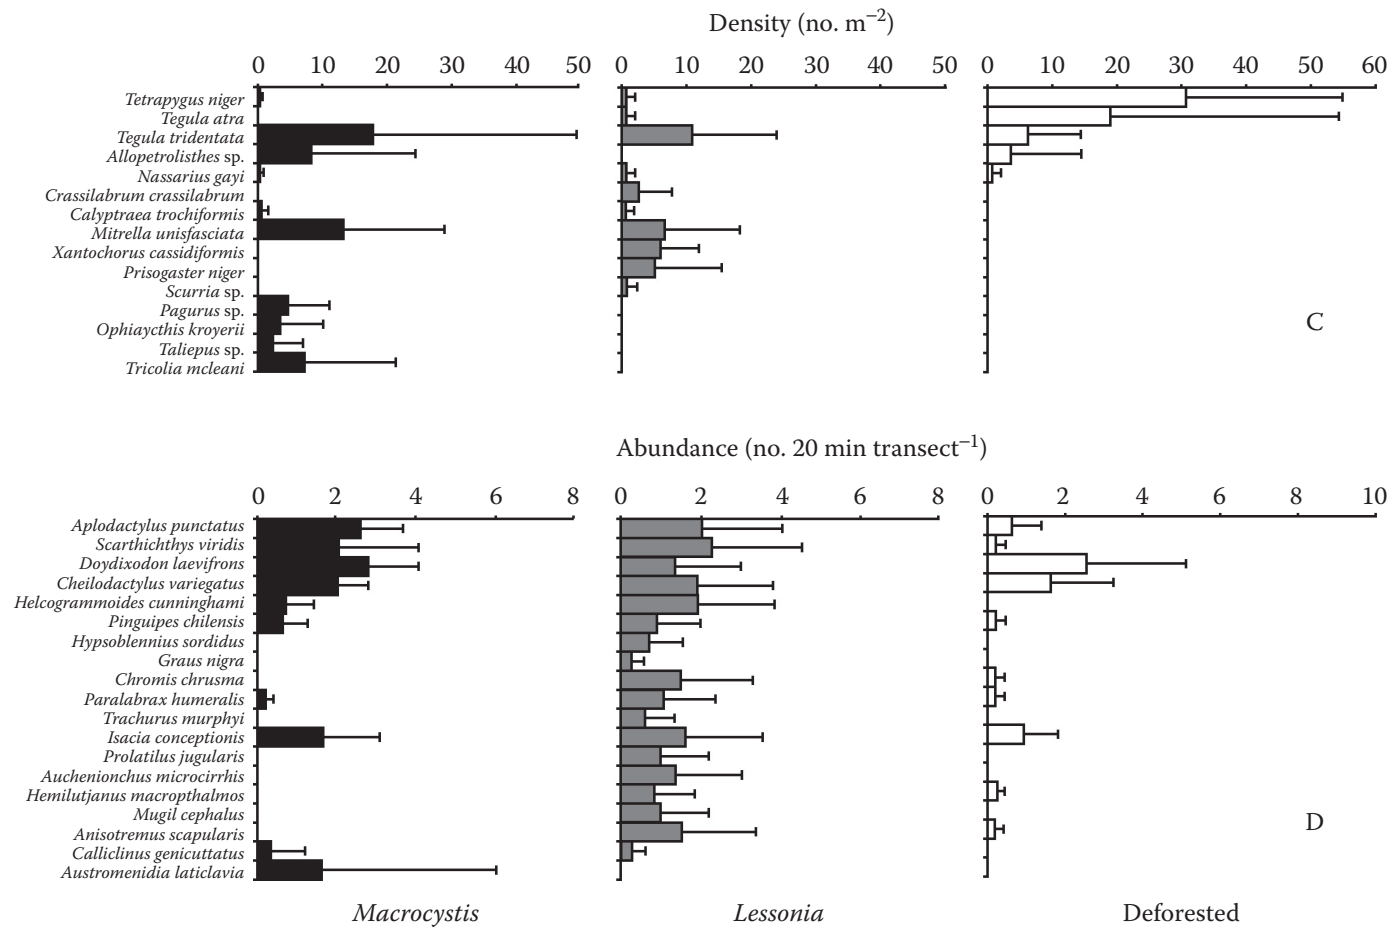 Density (no. m⁻²)
0 10 20 30 40 50 0 10 20 30 40 50 0 10 20 30 40 50 60
Tetrapygus niger
Tegula atra
Tegula tridentata
Allopetrolisthes sp.
Nassarius gayi
Crassilabrum crassilabrum
Calyptraea trochiformis
Mitrella unisfasciata
Xantochorus cassidiformis
Prisogaster niger
Scurria sp.
Pagurus sp.
Ophiaycthis kroyerii
Taliepus sp.
Tricolia mcleani
C
Abundance (no. 20 min transect⁻¹)
0 2 4 6 8 0 2 4 6 8 0 2 4 6 8 10
Aplodactylus punctatus
Scarthichthys viridis
Doydixodon laevifrons
Cheilodactylus variegatus
Helcogrammoides cunninghami
Pinguipes chilensis
Hypsoblennius sordidus
Graus nigra
Chromis chrusma
Paralabrax humeralis
Trachurus murphyi
Isacia conceptionis
Prolatilus jugularis
Auchenionchus microcirrhis
Hemilutjanus macropthalmos
Mugil cephalus
Anisotremus scapularis
Calliclinus genicuttatus
Austromenidia laticlavia
D
Macrocystis Lessonia Deforested